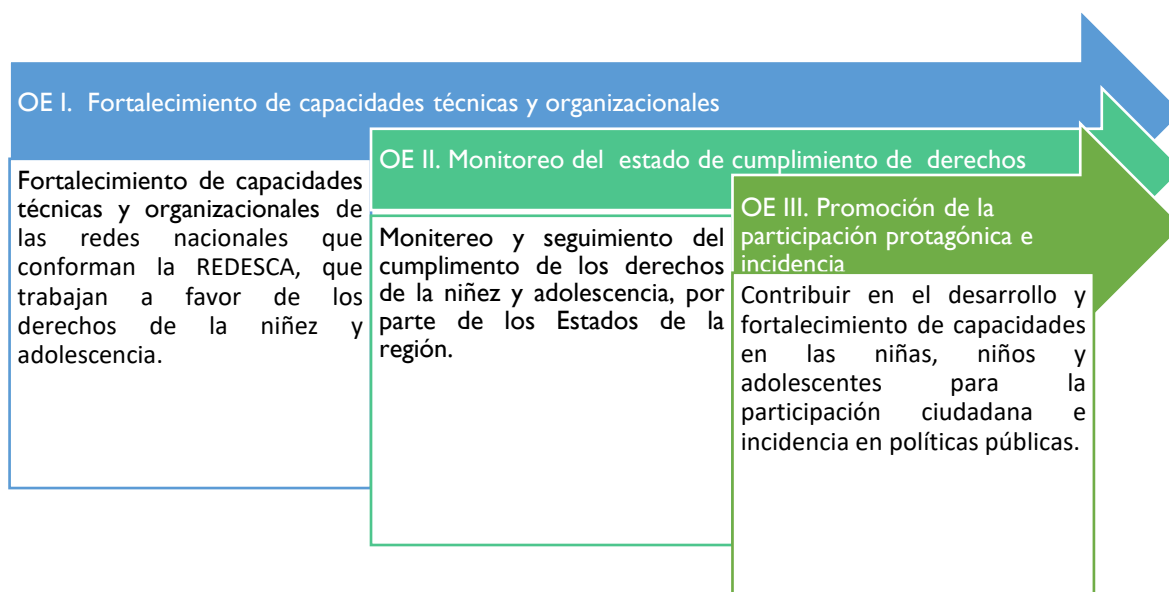 OE I. Fortalecimiento de capacidades técnicas y organizacionales
Fortalecimiento de capacidades
técnicas y organizacionales de
las redes nacionales que
conforman la REDESCA, que
trabajan a favor de los
derechos de la niñez y
adolescencia.
OE II. Monitoreo del estado de cumplimiento de derechos
Monitereo y seguimiento del
cumplimento de los derechos
de la niñez y adolescencia, por
parte de los Estados de la
región.
OE III. Promoción de la
participación protagónica e
incidencia
Contribuir en el desarrollo y
fortalecimiento de capacidades
en las niñas, niños y
adolescentes para la
participación ciudadana e
incidencia en políticas públicas.